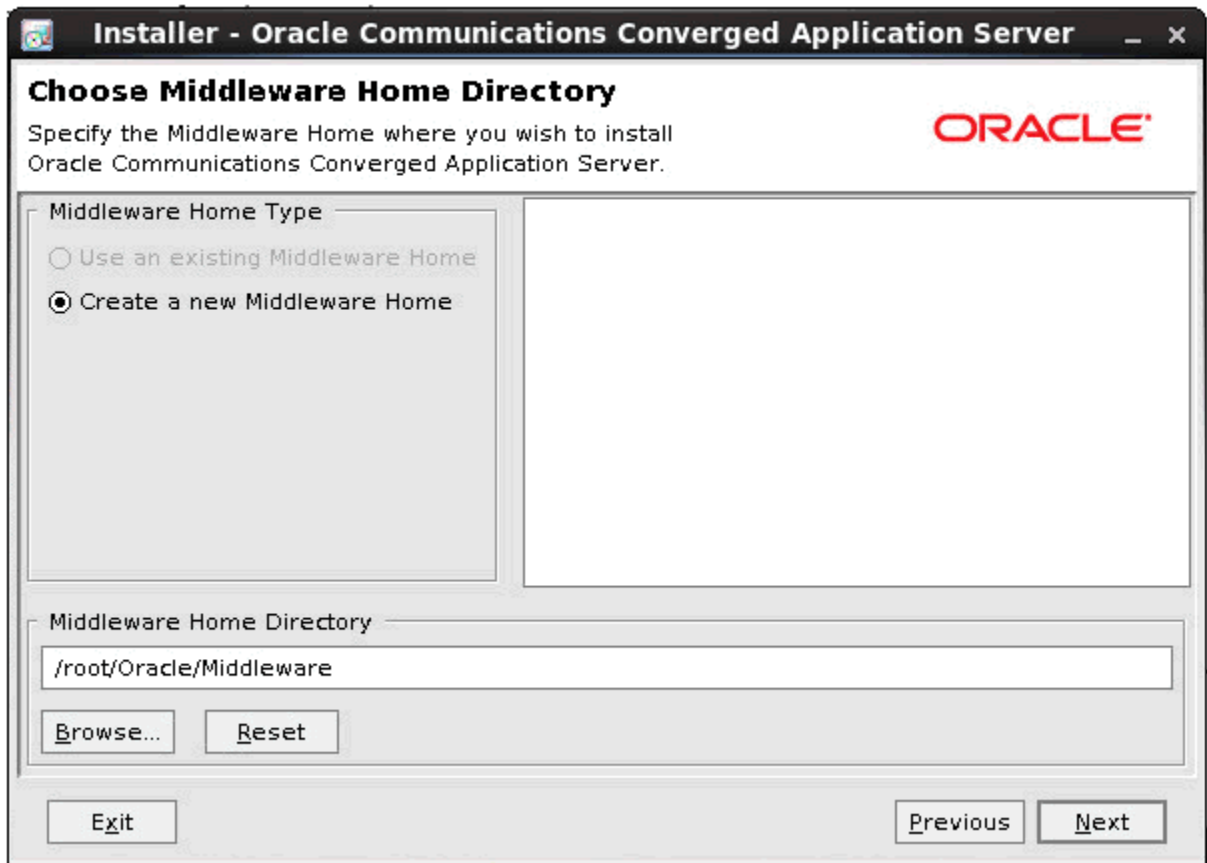 Installer - Oracle Communications Converged Application Server
Choose Middleware Home Directory
Specify the Middleware Home where you wish to install
Oracle Communications Converged Application Server.
ORACLE
Middleware Home Type
Use an existing Middleware Home
Create a new Middleware Home
Middleware Home Directory
/root/Oracle/Middleware
Browse...
Reset
Exit
Previous
Next